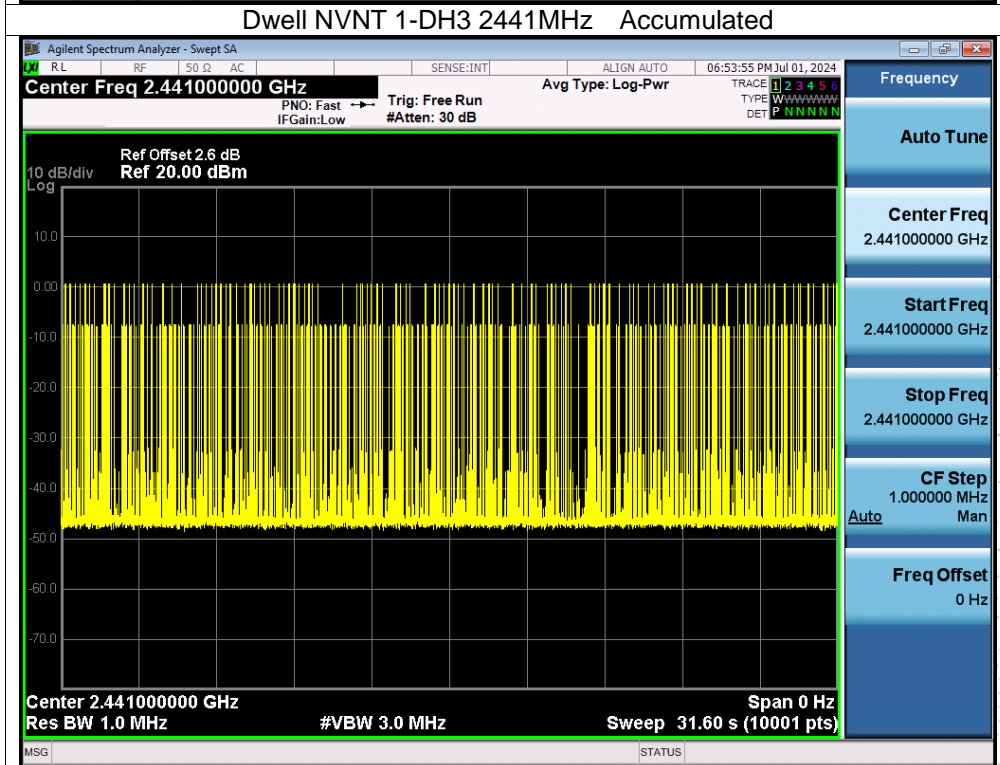 Dwell NVNT 1-DH3 2441MHz Accumulated
Agilent Spectrum Analyzer - Swept SA
LXI RL RF 50 Ω AC SENSE:INT ALIGN AUTO 06:53:55 PM Jul 01, 2024
Center Freq 2.441000000 GHz
PNO: Fast
IFGain:Low
Trig: Free Run
#Atten: 30 dB
Avg Type: Log-Pwr
TRACE 1 2 3 4 5 6
TYPE WWWWWW
DET P N N N N N
Ref Offset 2.6 dB
10 dB/div Ref 20.00 dBm
Log
10.0
0.00
-10.0
-20.0
-30.0
-40.0
-50.0
-60.0
-70.0
Center 2.441000000 GHz Span 0 Hz
Res BW 1.0 MHz #VBW 3.0 MHz Sweep 31.60 s (10001 pts)
MSG STATUS
Frequency
Auto Tune
Center Freq
2.441000000 GHz
Start Freq
2.441000000 GHz
Stop Freq
2.441000000 GHz
CF Step
1.000000 MHz
Auto Man
Freq Offset
0 Hz